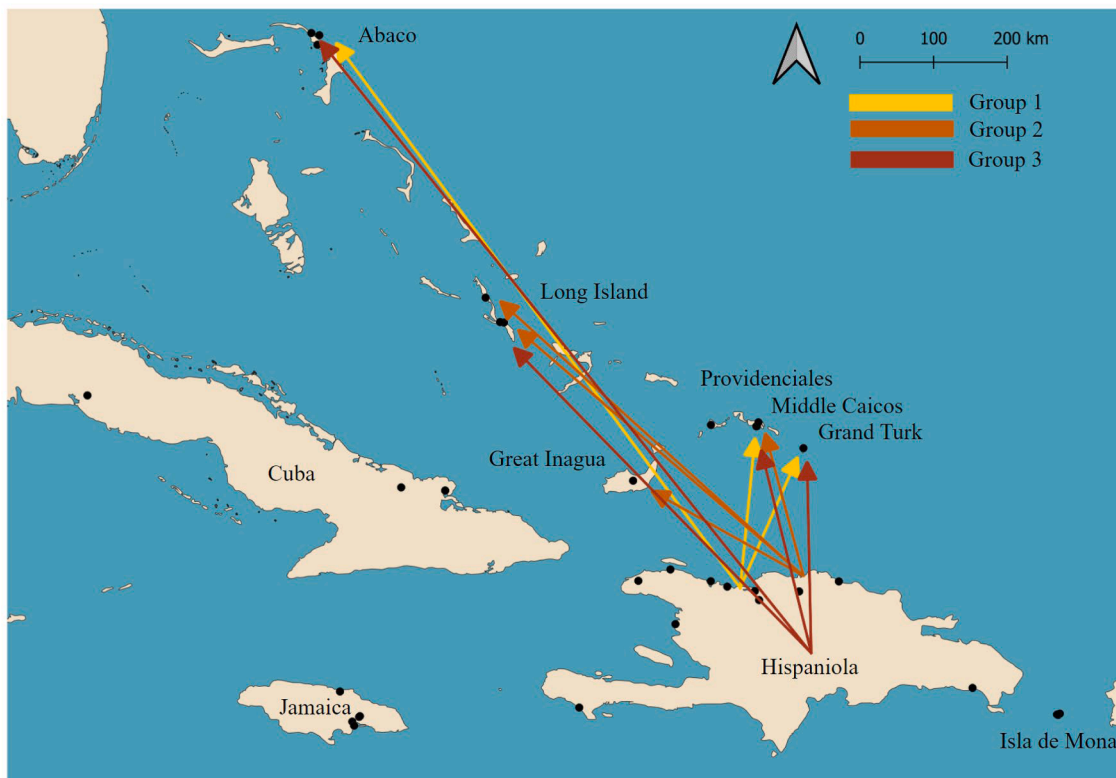 Abaco
0 100 200 km
Group 1
Group 2
Group 3
Long Island
Providenciales
Middle Caicos
Grand Turk
Great Inagua
Cuba
Hispaniola
Jamaica
Isla de Mona